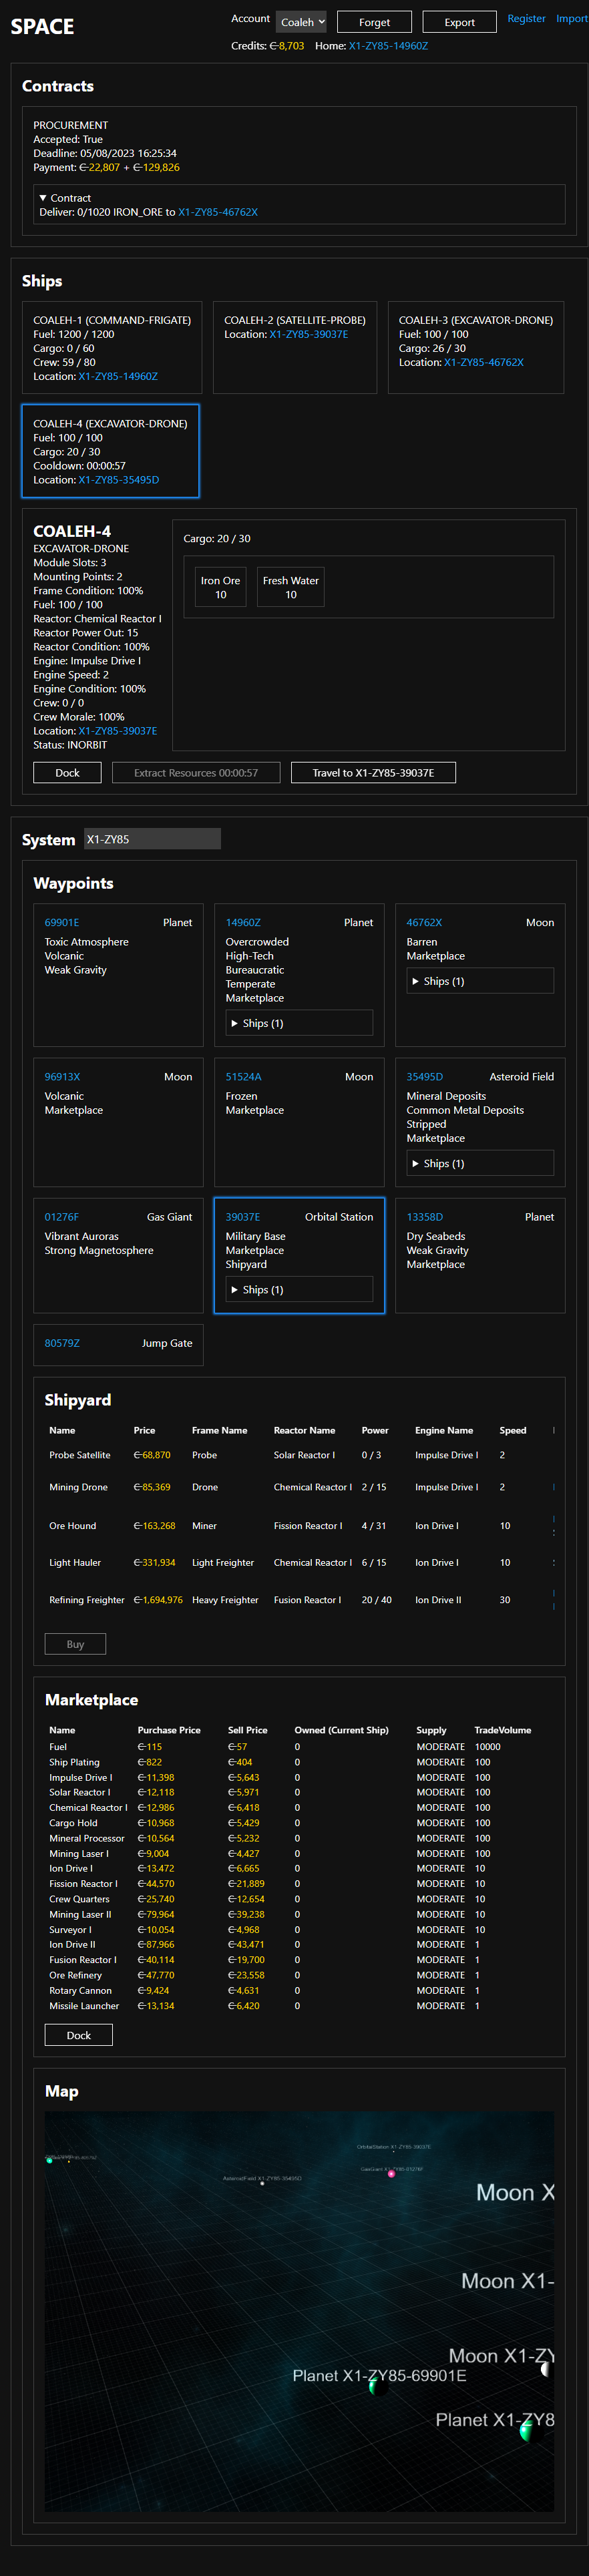 SPACE
Account Coaleh Forget Export Register Import
Credits: 8,703 Home: X1-ZY85-14960Z
Contracts
PROCUREMENT
Accepted: True
Deadline: 05/08/2023 16:25:34
Payment: 22,807 + 129,826
▼ Contract
Deliver: 0/1020 IRON_ORE to X1-ZY85-46762X
Ships
COALEH-1 (COMMAND-FRIGATE)
Fuel: 1200 / 1200
Cargo: 0 / 60
Crew: 59 / 80
Location: X1-ZY85-14960Z
COALEH-2 (SATELLITE-PROBE)
Location: X1-ZY85-39037E
COALEH-3 (EXCAVATOR-DRONE)
Fuel: 100 / 100
Cargo: 26 / 30
Location: X1-ZY85-46762X
COALEH-4 (EXCAVATOR-DRONE)
Fuel: 100 / 100
Cargo: 20 / 30
Cooldown: 00:00:57
Location: X1-ZY85-35495D
COALEH-4
EXCAVATOR-DRONE
Module Slots: 3
Mounting Points: 2
Frame Condition: 100%
Fuel: 100 / 100
Reactor: Chemical Reactor I
Reactor Power Out: 15
Reactor Condition: 100%
Engine: Impulse Drive I
Engine Speed: 2
Engine Condition: 100%
Crew: 0 / 0
Crew Morale: 100%
Location: X1-ZY85-39037E
Status: INORBIT
Cargo: 20 / 30
Iron Ore
10
Fresh Water
10
Dock
Extract Resources 00:00:57
Travel to X1-ZY85-39037E
System X1-ZY85
Waypoints
69901E Planet
Toxic Atmosphere
Volcanic
Weak Gravity
14960Z Planet
Overcrowded
High-Tech
Bureaucratic
Temperate
Marketplace
▶ Ships (1)
46762X Moon
Barren
Marketplace
▶ Ships (1)
96913X Moon
Volcanic
Marketplace
51524A Moon
Frozen
Marketplace
35495D Asteroid Field
Mineral Deposits
Common Metal Deposits
Stripped
Marketplace
▶ Ships (1)
01276F Gas Giant
Vibrant Auroras
Strong Magnetosphere
39037E Orbital Station
Military Base
Marketplace
Shipyard
▶ Ships (1)
13358D Planet
Dry Seabeds
Weak Gravity
Marketplace
80579Z Jump Gate
Shipyard
Name Price Frame Name Reactor Name Power Engine Name Speed
Probe Satellite 68,870 Probe Solar Reactor I 0 / 3 Impulse Drive I 2
Mining Drone 85,369 Drone Chemical Reactor I 2 / 15 Impulse Drive I 2
Ore Hound 163,268 Miner Fission Reactor I 4 / 31 Ion Drive I 10
Light Hauler 331,934 Light Freighter Chemical Reactor I 6 / 15 Ion Drive I 10
Refining Freighter 1,694,976 Heavy Freighter Fusion Reactor I 20 / 40 Ion Drive II 30
Buy
Marketplace
Name Purchase Price Sell Price Owned (Current Ship) Supply TradeVolume
Fuel 115 57 0 MODERATE 10000
Ship Plating 822 404 0 MODERATE 100
Impulse Drive I 11,398 5,643 0 MODERATE 100
Solar Reactor I 12,118 5,971 0 MODERATE 100
Chemical Reactor I 12,986 6,418 0 MODERATE 100
Cargo Hold 10,968 5,429 0 MODERATE 100
Mineral Processor 10,564 5,232 0 MODERATE 100
Mining Laser I 9,004 4,427 0 MODERATE 100
Ion Drive I 13,472 6,665 0 MODERATE 10
Fission Reactor I 44,570 21,889 0 MODERATE 10
Crew Quarters 25,740 12,654 0 MODERATE 10
Mining Laser II 79,964 39,238 0 MODERATE 10
Surveyor I 10,054 4,968 0 MODERATE 10
Ion Drive II 87,966 43,471 0 MODERATE 1
Fusion Reactor I 40,114 19,700 0 MODERATE 1
Ore Refinery 47,770 23,558 0 MODERATE 1
Rotary Cannon 9,424 4,631 0 MODERATE 1
Missile Launcher 13,134 6,420 0 MODERATE 1
Dock
Map
OrbitalStation X1-ZY85-39037E
GasGiant X1-ZY85-01276F
AsteroidField X1-ZY85-35495D
Moon X
Moon X1-
Moon X1-ZY
Planet X1-ZY85-69901E
Planet X1-ZY8